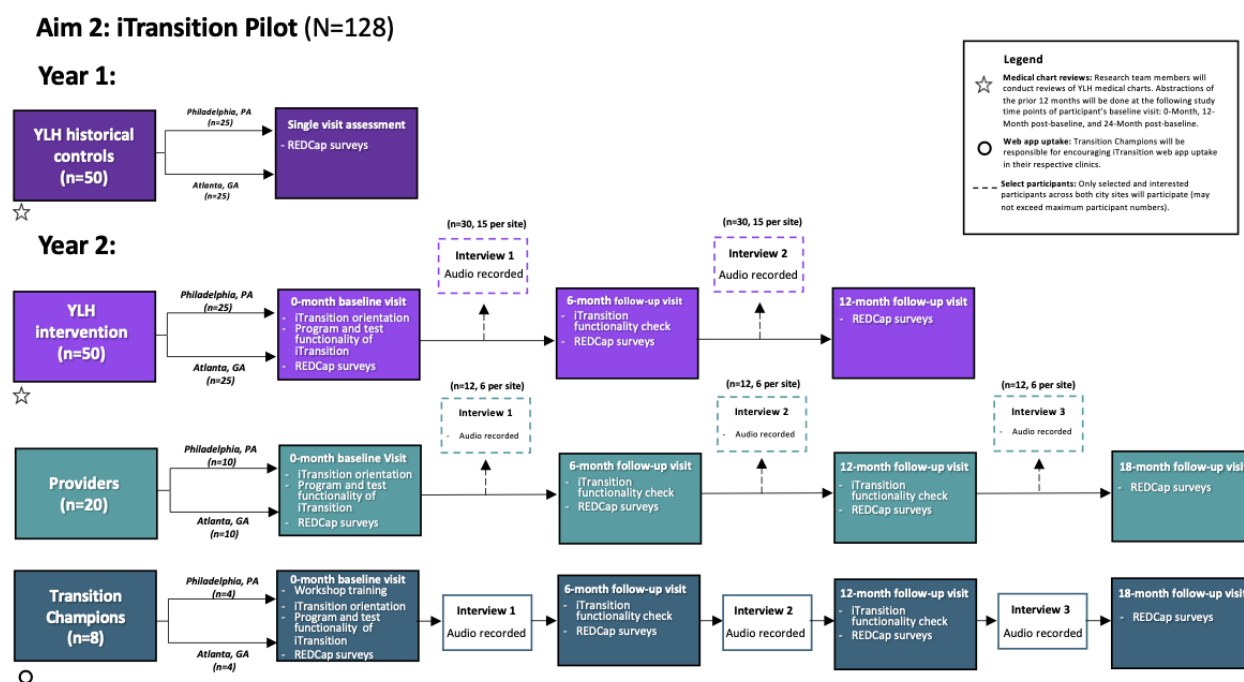 Aim 2: iTransition Pilot (N=128)
Year 1:
YLH historical
controls
(n=50)
Philadelphia, PA
(n=25)
Atlanta, GA
(n=25)
Single visit assessment
- REDCap surveys
Legend
Medical chart reviews: Research team members will
conduct reviews of YLH medical charts. Abstractions of
the prior 12 months will be done at the following study
time points of participant's baseline visit: 0-Month, 12-
Month post-baseline, and 24-Month post-baseline.
Web app uptake: Transition Champions will be
responsible for encouraging iTransition web app uptake
in their respective clinics.
Select participants: Only selected and interested
participants across both city sites will participate (may
not exceed maximum participant numbers).
Year 2:
YLH
intervention
(n=50)
Philadelphia, PA
(n=25)
Atlanta, GA
(n=25)
0-month baseline visit
- iTransition orientation
- Program and test
functionality of
iTransition
- REDCap surveys
(n=30, 15 per site)
Interview 1
Audio recorded
6-month follow-up visit
- iTransition
functionality check
- REDCap surveys
(n=30, 15 per site)
Interview 2
Audio recorded
12-month follow-up visit
- REDCap surveys
Providers
(n=20)
Philadelphia, PA
(n=10)
Atlanta, GA
(n=10)
0-month baseline Visit
- iTransition orientation
- Program and test
functionality of
iTransition
- REDCap surveys
(n=12, 6 per site)
Interview 1
- Audio recorded
6-month follow-up visit
- iTransition
functionality check
- REDCap surveys
(n=12, 6 per site)
Interview 2
- Audio recorded
12-month follow-up visit
- iTransition
functionality check
- REDCap surveys
(n=12, 6 per site)
Interview 3
- Audio recorded
18-month follow-up visit
- REDCap surveys
Transition
Champions
(n=8)
Philadelphia, PA
(n=4)
Atlanta, GA
(n=4)
0-month baseline visit
- Workshop training
- iTransition orientation
- Program and test
functionality of
iTransition
- REDCap surveys
Interview 1
Audio recorded
6-month follow-up visit
- iTransition
functionality check
- REDCap surveys
Interview 2
Audio recorded
12-month follow-up visit
- iTransition
functionality check
- REDCap surveys
Interview 3
Audio recorded
18-month follow-up visit
- REDCap surveys